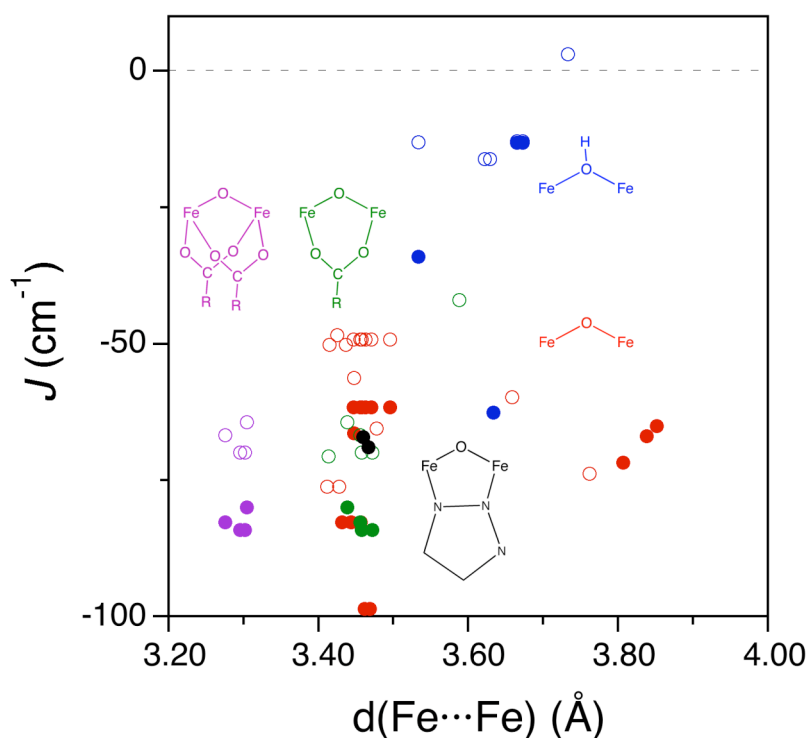 0
-50
-100
J (cm-1)
3.20
3.40
3.60
3.80
4.00
d(Fe···Fe) (Å)
O
Fe Fe
O O O O
C C
R R
O
Fe Fe
O O
C
R
H
O
Fe Fe
O
Fe Fe
O
Fe Fe
N N
N